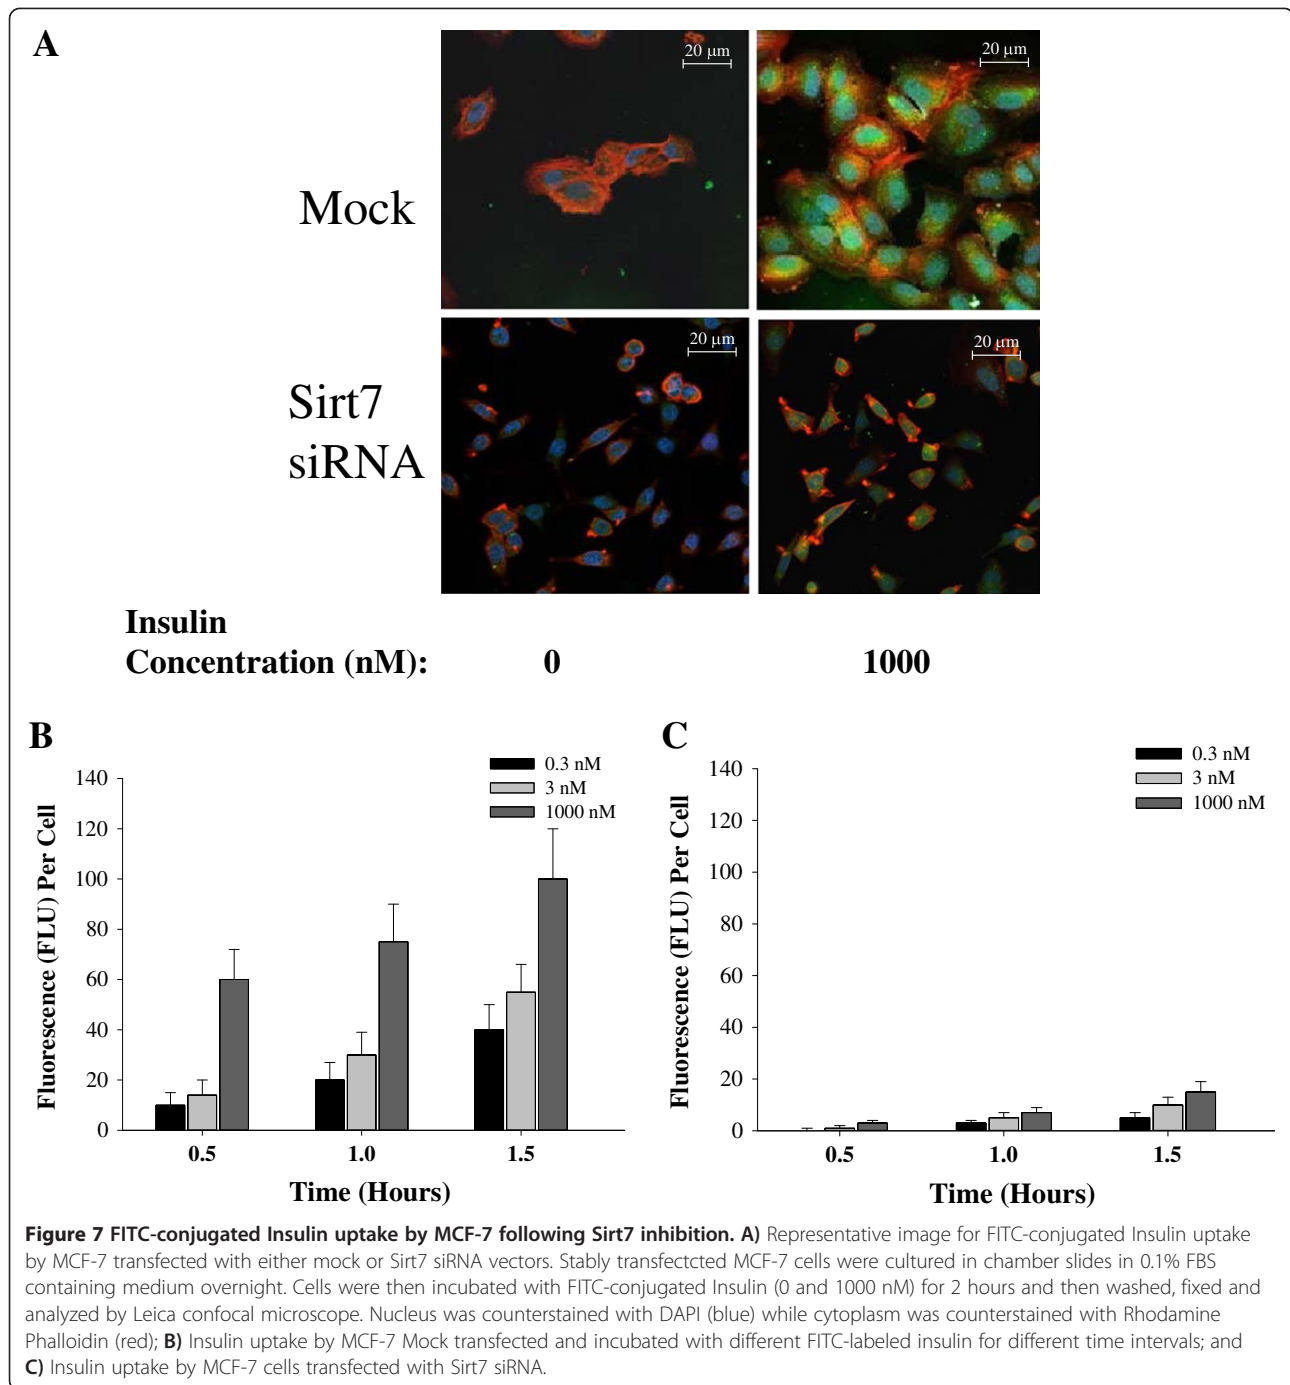 A
20 μm
20 μm
Mock
20 μm
20 μm
Sirt7
siRNA
Insulin
Concentration (nM): 0 1000
B
0.3 nM
3 nM
1000 nM
140
120
100
80
60
40
20
0
Fluorescence (FLU) Per Cell
0.5 1.0 1.5
Time (Hours)
C
0.3 nM
3 nM
1000 nM
140
120
100
80
60
40
20
0
Fluorescence (FLU) Per Cell
0.5 1.0 1.5
Time (Hours)
Figure 7 FITC-conjugated Insulin uptake by MCF-7 following Sirt7 inhibition. A) Representative image for FITC-conjugated Insulin uptake
by MCF-7 transfected with either mock or Sirt7 siRNA vectors. Stably transfectcted MCF-7 cells were cultured in chamber slides in 0.1% FBS
containing medium overnight. Cells were then incubated with FITC-conjugated Insulin (0 and 1000 nM) for 2 hours and then washed, fixed and
analyzed by Leica confocal microscope. Nucleus was counterstained with DAPI (blue) while cytoplasm was counterstained with Rhodamine
Phalloidin (red); B) Insulin uptake by MCF-7 Mock transfected and incubated with different FITC-labeled insulin for different time intervals; and
C) Insulin uptake by MCF-7 cells transfected with Sirt7 siRNA.